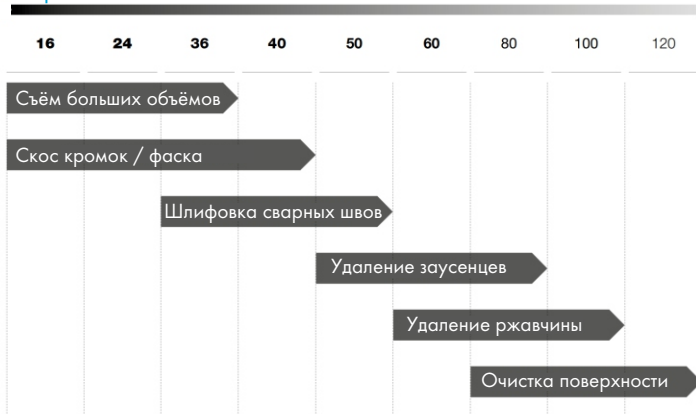 16 24 36 40 50 60 80 100 120
Съём больших объёмов
Скос кромок / фаска
Шлифовка сварных швов
Удаление заусенцев
Удаление ржавчины
Очистка поверхности